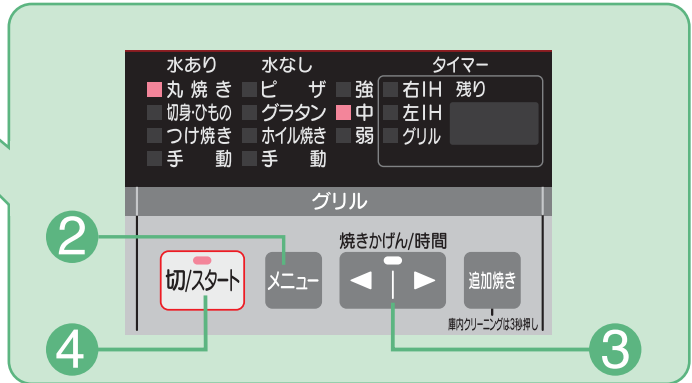 水あり 水なし タイマー
丸焼き ピザ 強 右IH 残り
切身・ひもの グラタン 中 左IH
つけ焼き ホイル焼き 弱 グリル
手動 手動
グリル
2 焼きかげん/時間
切/スタート メニュー 追加焼き
庫内クリーニングは3秒押し
4 3